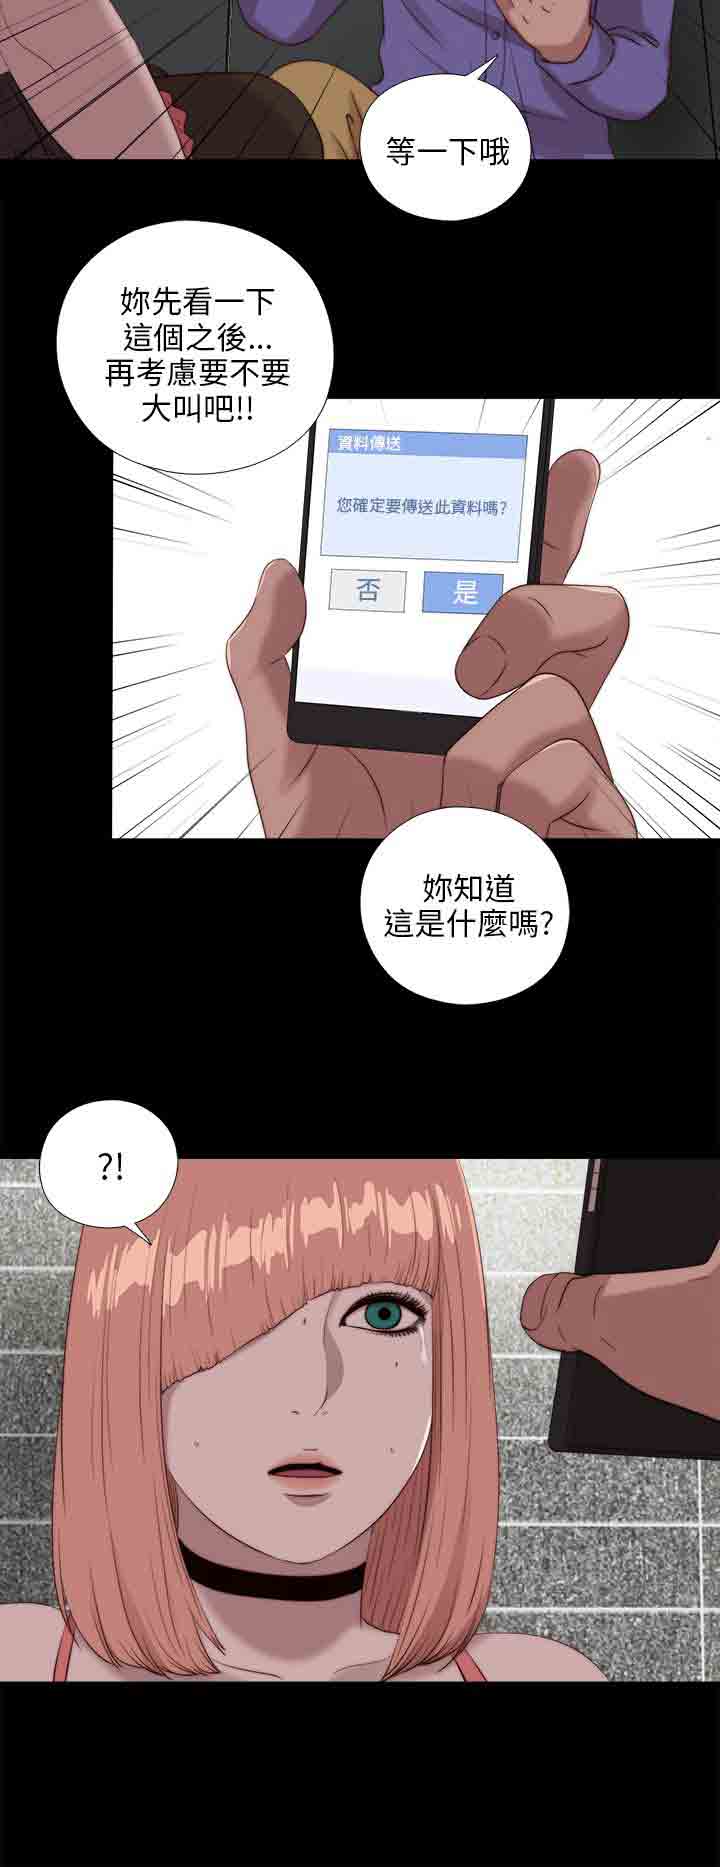 等一下哦
妳先看一下
這個之後...
再考慮要不要
大叫吧!!
資料傳送
您確定要傳送此資料嗎?
否
是
妳知道
這是什麼嗎?
?!